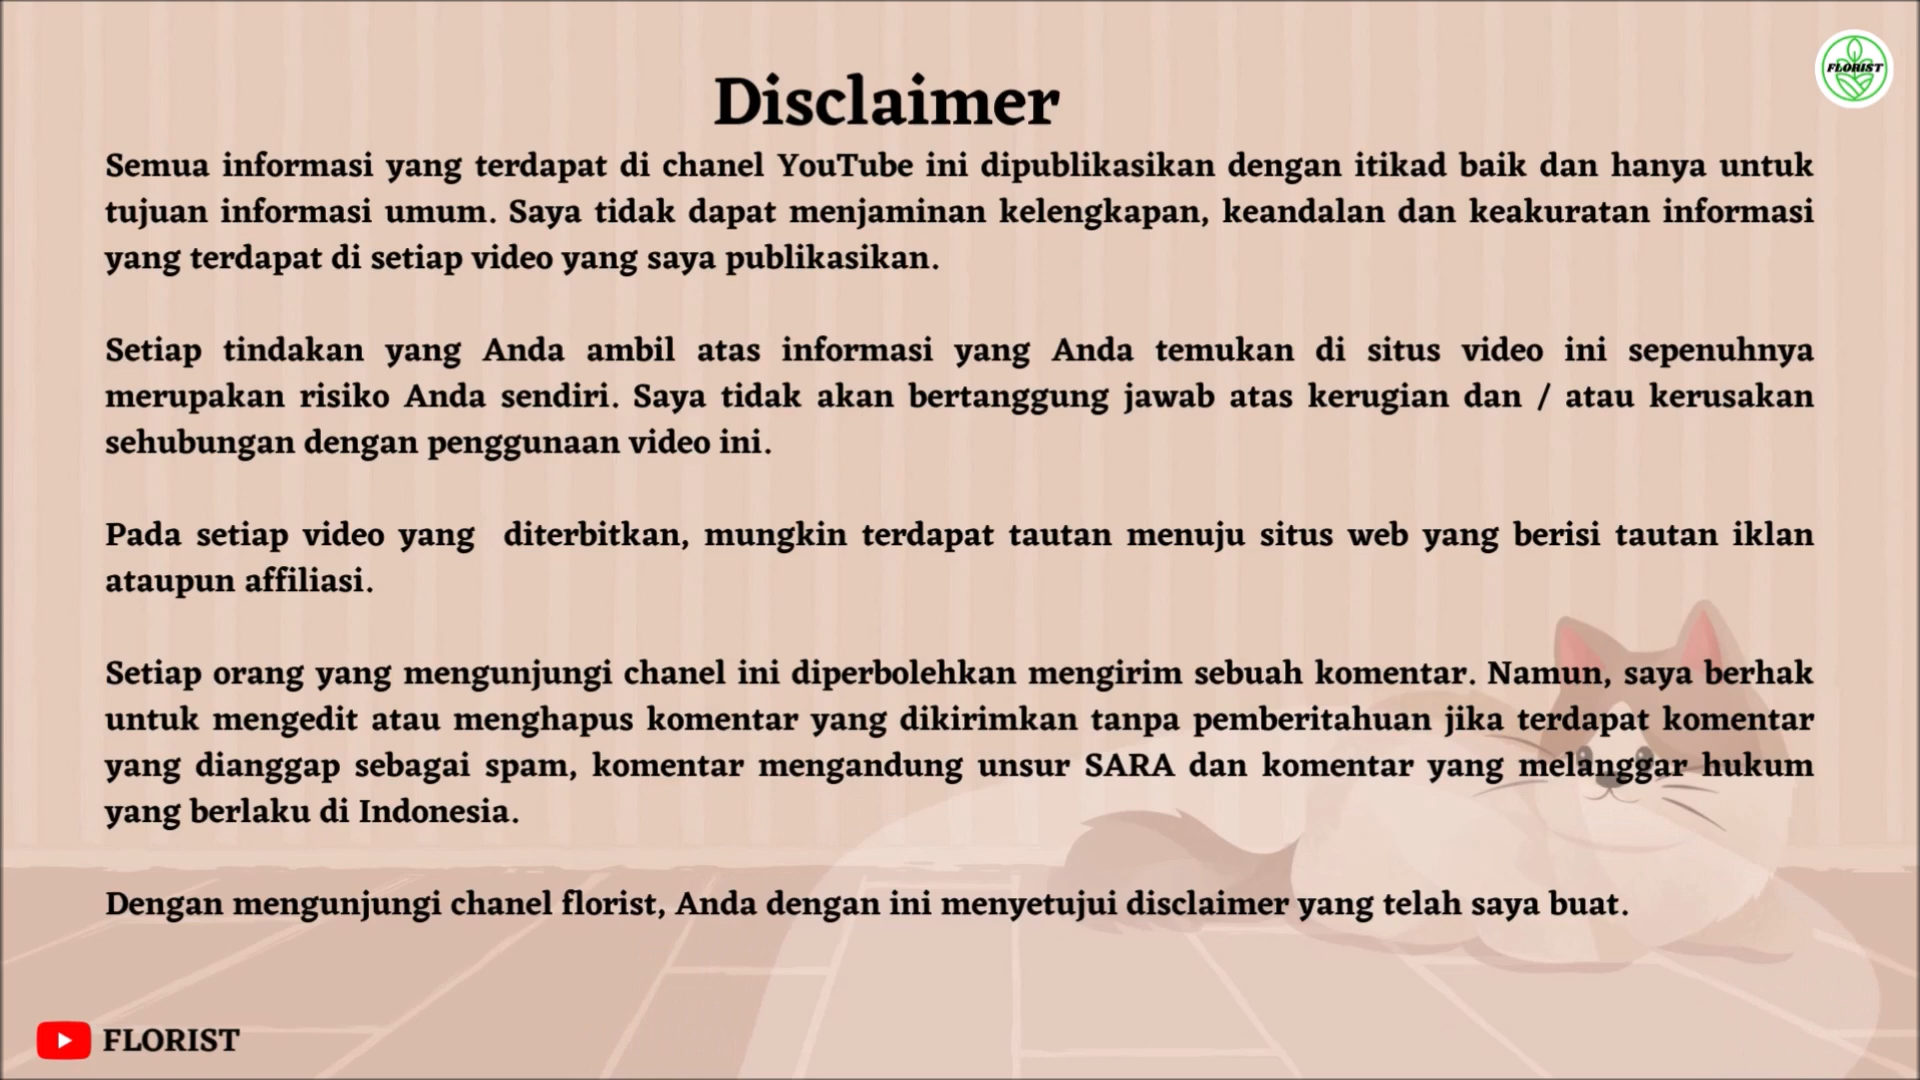 FLORIST
Disclaimer
Semua informasi yang terdapat di chanel YouTube ini dipublikasikan dengan itikad baik dan hanya untuk
tujuan informasi umum. Saya tidak dapat menjaminan kelengkapan, keandalan dan keakuratan informasi
yang terdapat di setiap video yang saya publikasikan.
Setiap tindakan yang Anda ambil atas informasi yang Anda temukan di situs video ini sepenuhnya
merupakan risiko Anda sendiri. Saya tidak akan bertanggung jawab atas kerugian dan / atau kerusakan
sehubungan dengan penggunaan video ini.
Pada setiap video yang diterbitkan, mungkin terdapat tautan menuju situs web yang berisi tautan iklan
ataupun affiliasi.
Setiap orang yang mengunjungi chanel ini diperbolehkan mengirim sebuah komentar. Namun, saya berhak
untuk mengedit atau menghapus komentar yang dikirimkan tanpa pemberitahuan jika terdapat komentar
yang dianggap sebagai spam, komentar mengandung unsur SARA dan komentar yang melanggar hukum
yang berlaku di Indonesia.
Dengan mengunjungi chanel florist, Anda dengan ini menyetujui disclaimer yang telah saya buat.
FLORIST